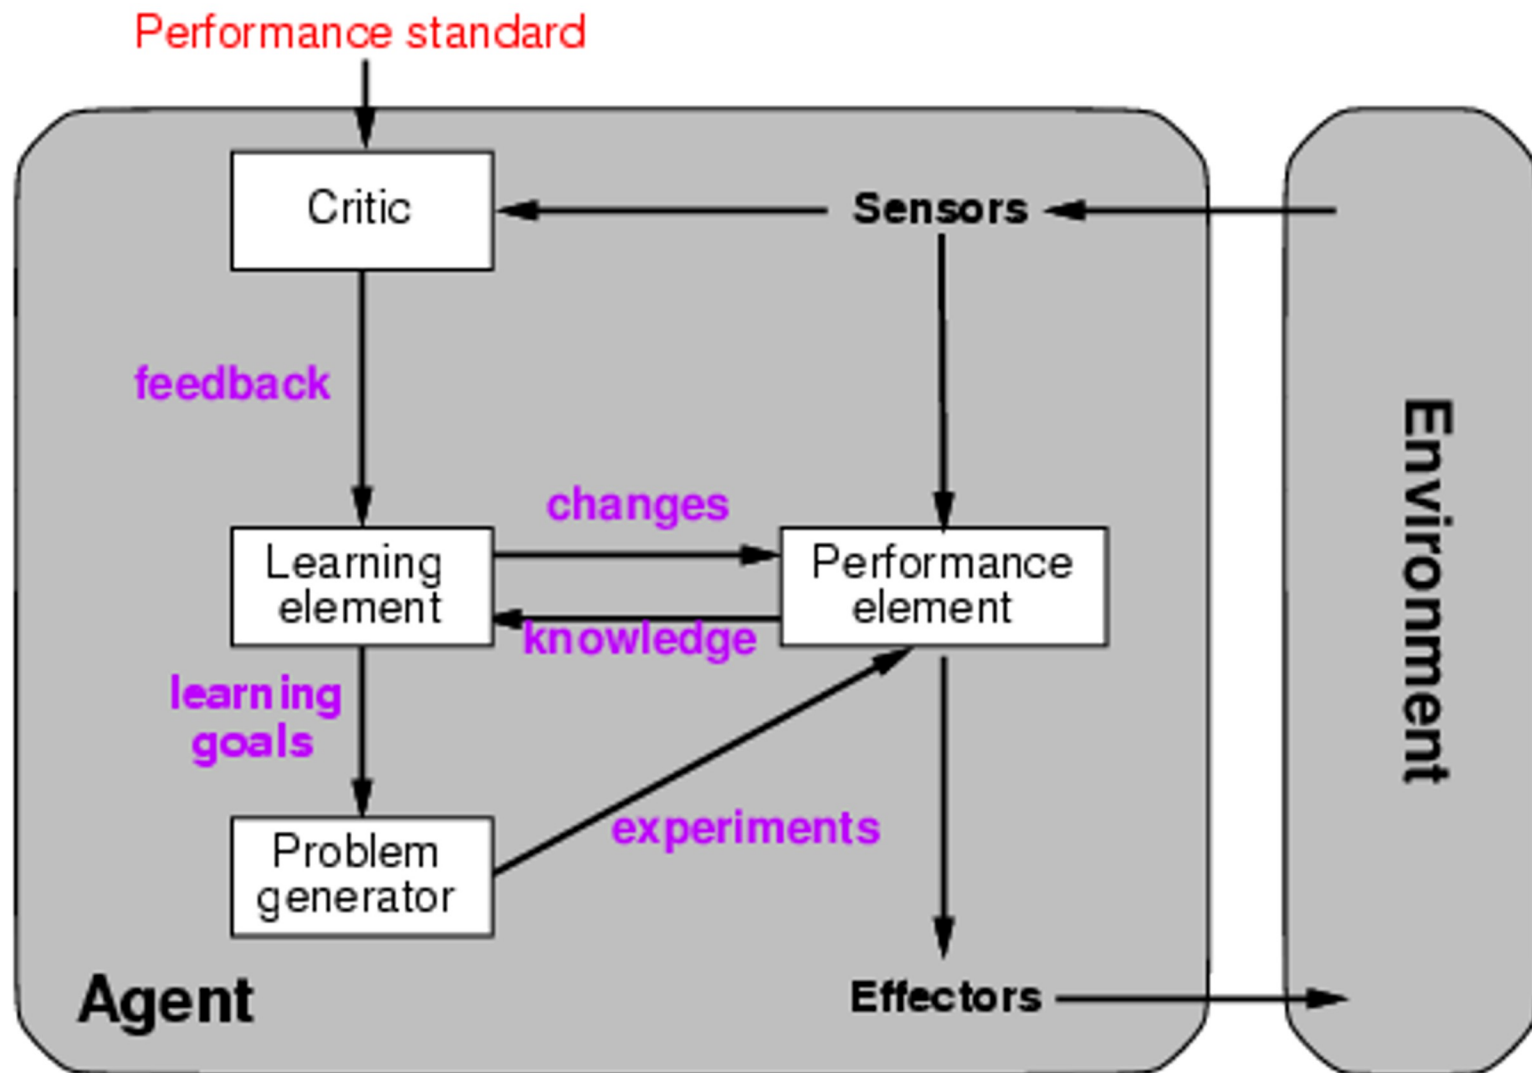 Performance standard
Critic
Sensors
feedback
changes
Learning
element
Performance
element
knowledge
learning
goals
experiments
Problem
generator
Agent
Effectors
Environment